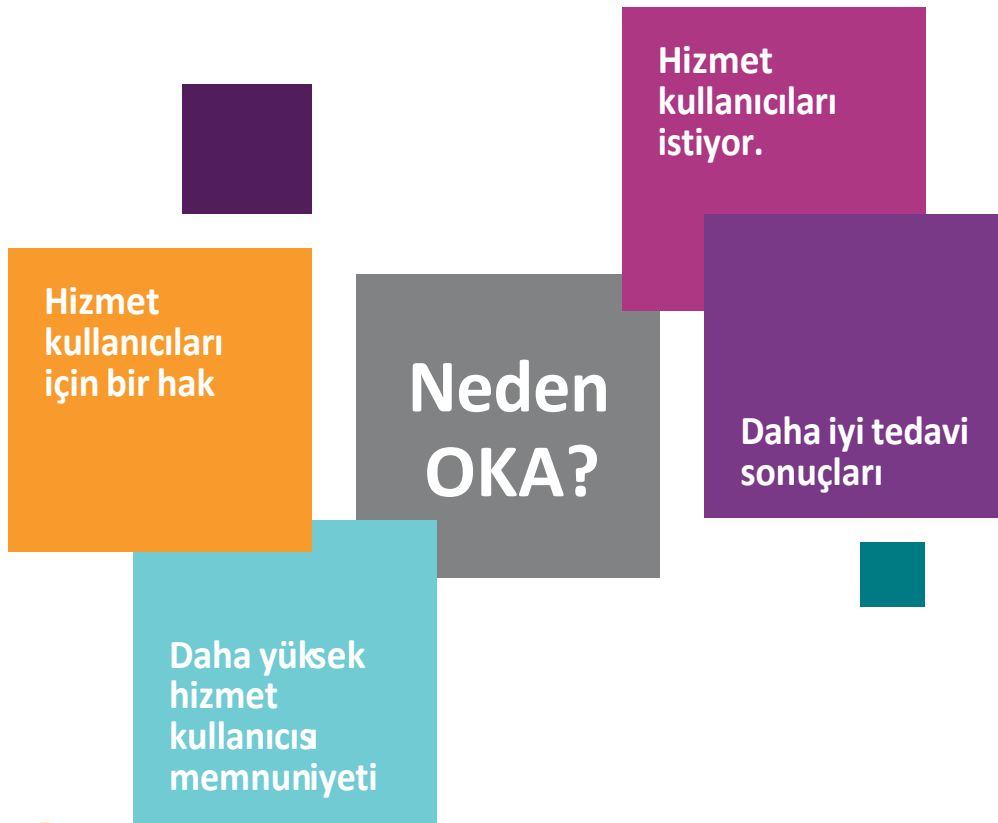 Hizmet
kullanıcıları
istiyor.
Hizmet
kullanıcıları
için bir hak
Neden
OKA?
Daha iyi tedavi
sonuçları
Daha yüksek
hizmet
kullanıcısı
memnuniyeti